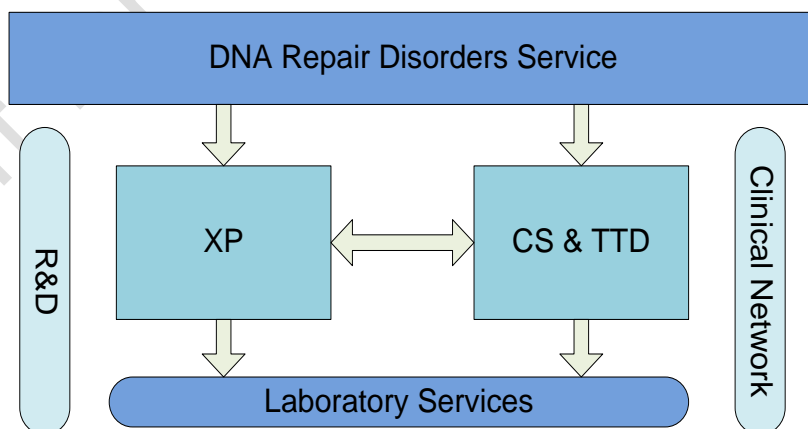 DNA Repair Disorders Service
R&D
XP
CS & TTD
Clinical Network
Laboratory Services